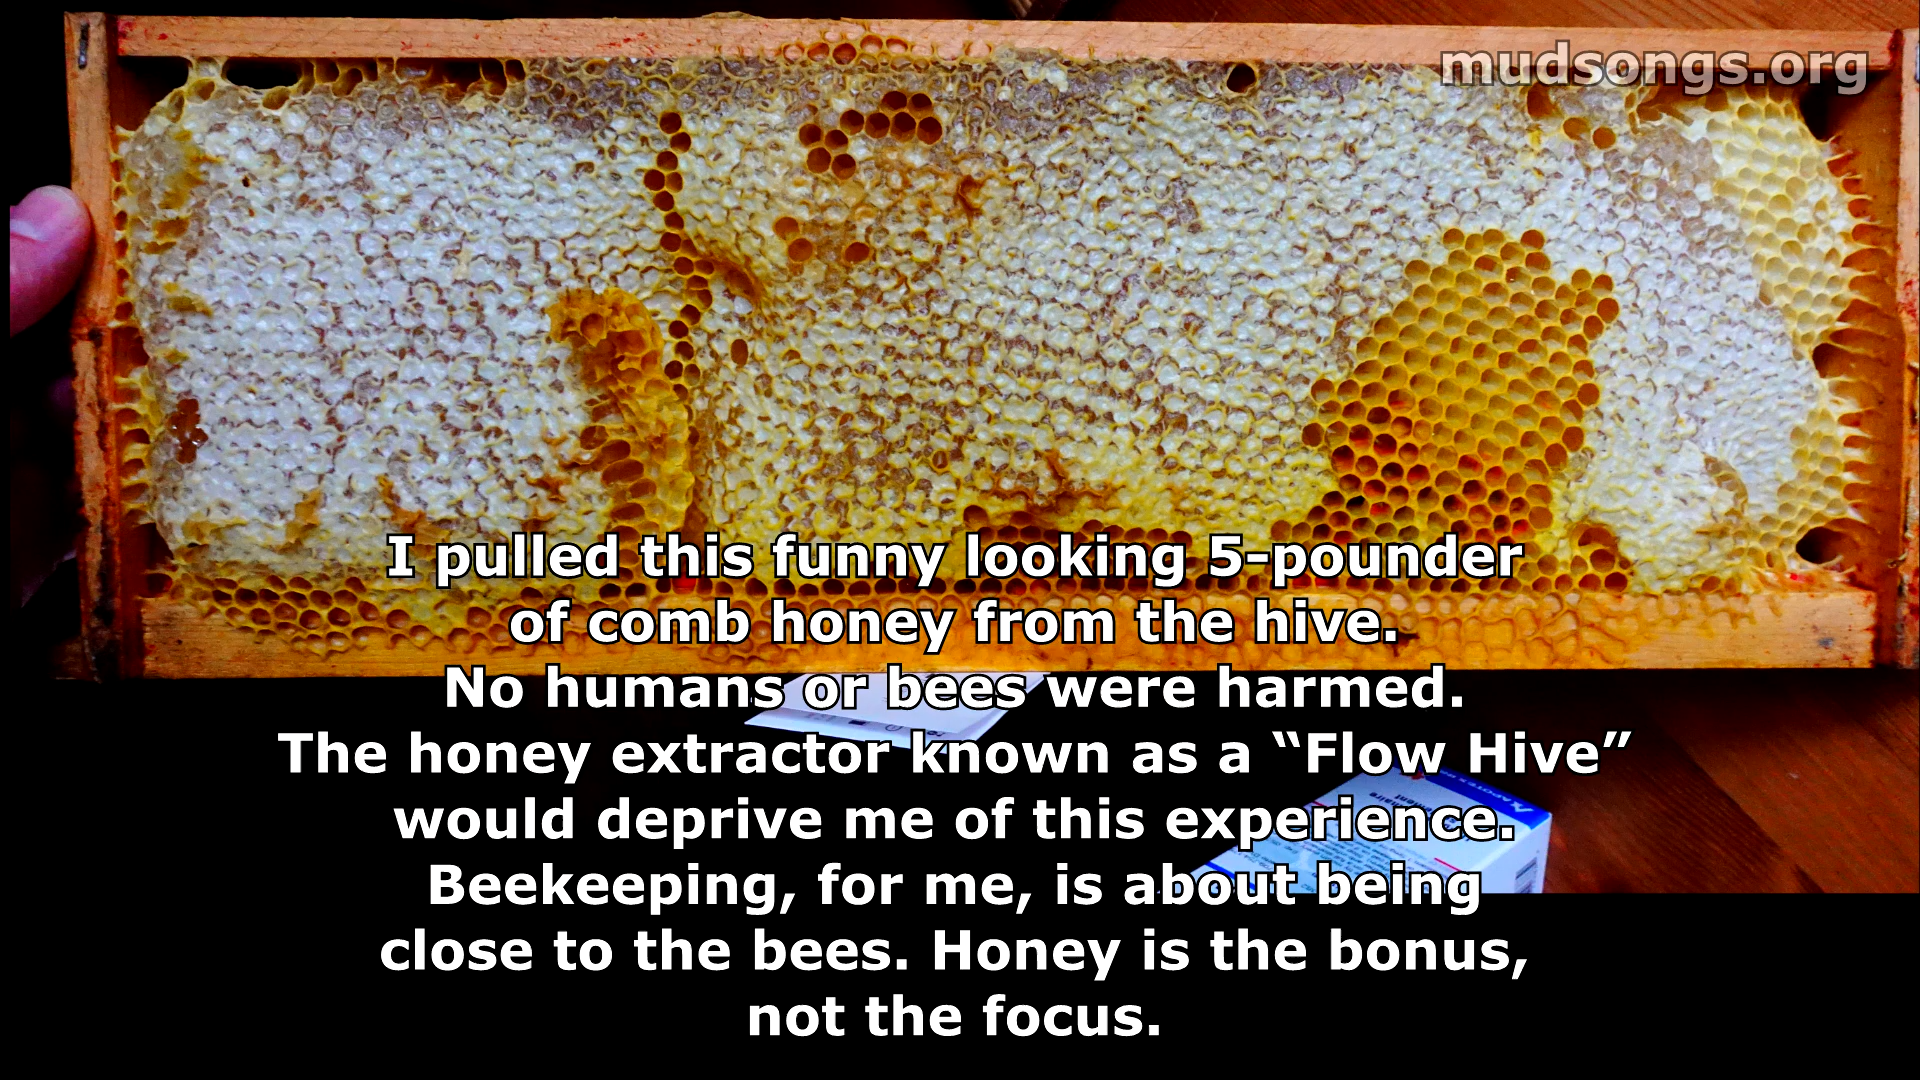 mudsongs.org
I pulled this funny looking 5-pounder
of comb honey from the hive.
No humans or bees were harmed.
The honey extractor known as a “Flow Hive”
would deprive me of this experience.
Beekeeping, for me, is about being
close to the bees. Honey is the bonus,
not the focus.
APOTEX